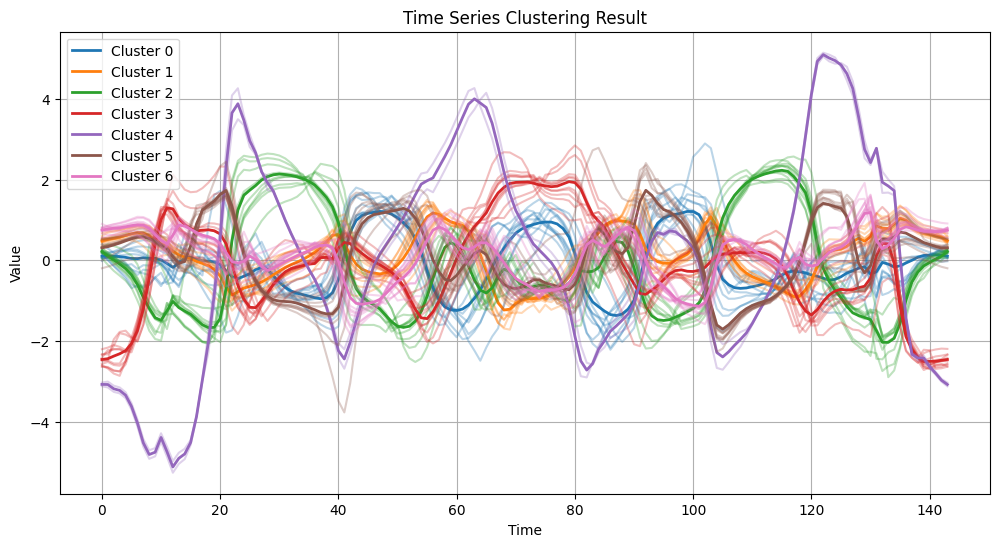 Time Series Clustering Result
Cluster 0
Cluster 1
Cluster 2
Cluster 3
Cluster 4
Cluster 5
Cluster 6
Value
4
2
0
−2
−4
0 20 40 60 80 100 120 140
Time